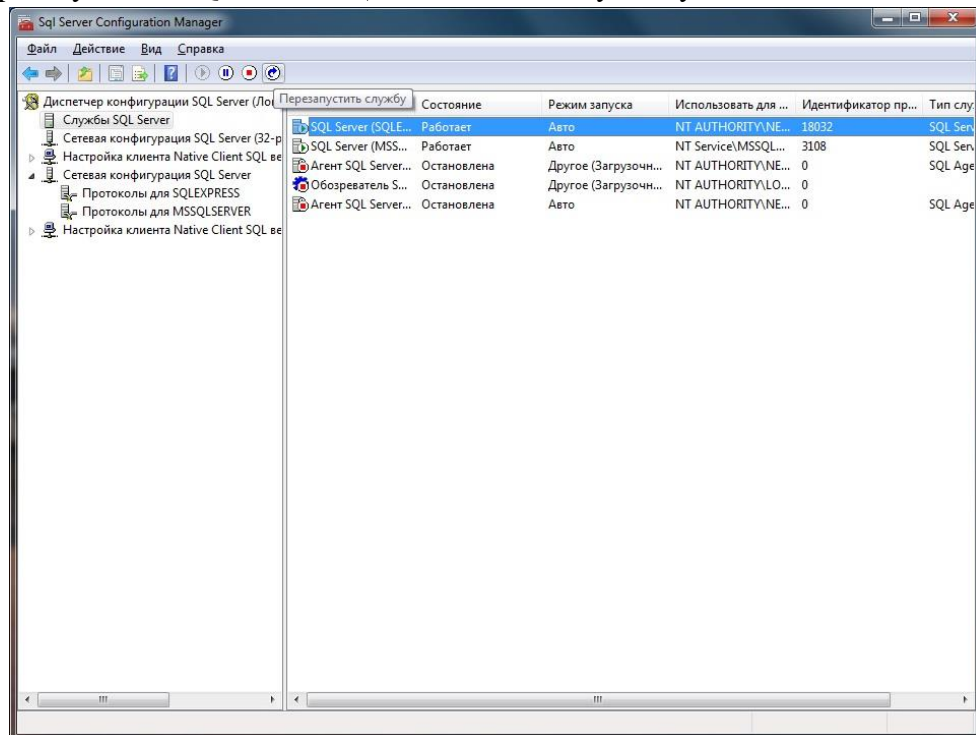 Sql Server Configuration Manager
Файл Действие Вид Справка
Перезапустить службу
Диспетчер конфигурации SQL Server (Ло
Службы SQL Server
Сетевая конфигурация SQL Server (32-р
Настройка клиента Native Client SQL ве
Сетевая конфигурация SQL Server
Протоколы для SQLEXPRESS
Протоколы для MSSQLSERVER
Настройка клиента Native Client SQL ве
Состояние Режим запуска Использовать для ... Идентификатор пр... Тип слу
SQL Server (SQLE... Работает Авто NT AUTHORITY\NE... 18032 SQL Serv
SQL Server (MSS... Работает Авто NT Service\MSSQL... 3108 SQL Serv
Агент SQL Server... Остановлена Другое (Загрузочн... NT AUTHORITY\NE... 0 SQL Age
Обозреватель S... Остановлена Другое (Загрузочн... NT AUTHORITY\LO... 0
Агент SQL Server... Остановлена Авто NT AUTHORITY\NE... 0 SQL Age